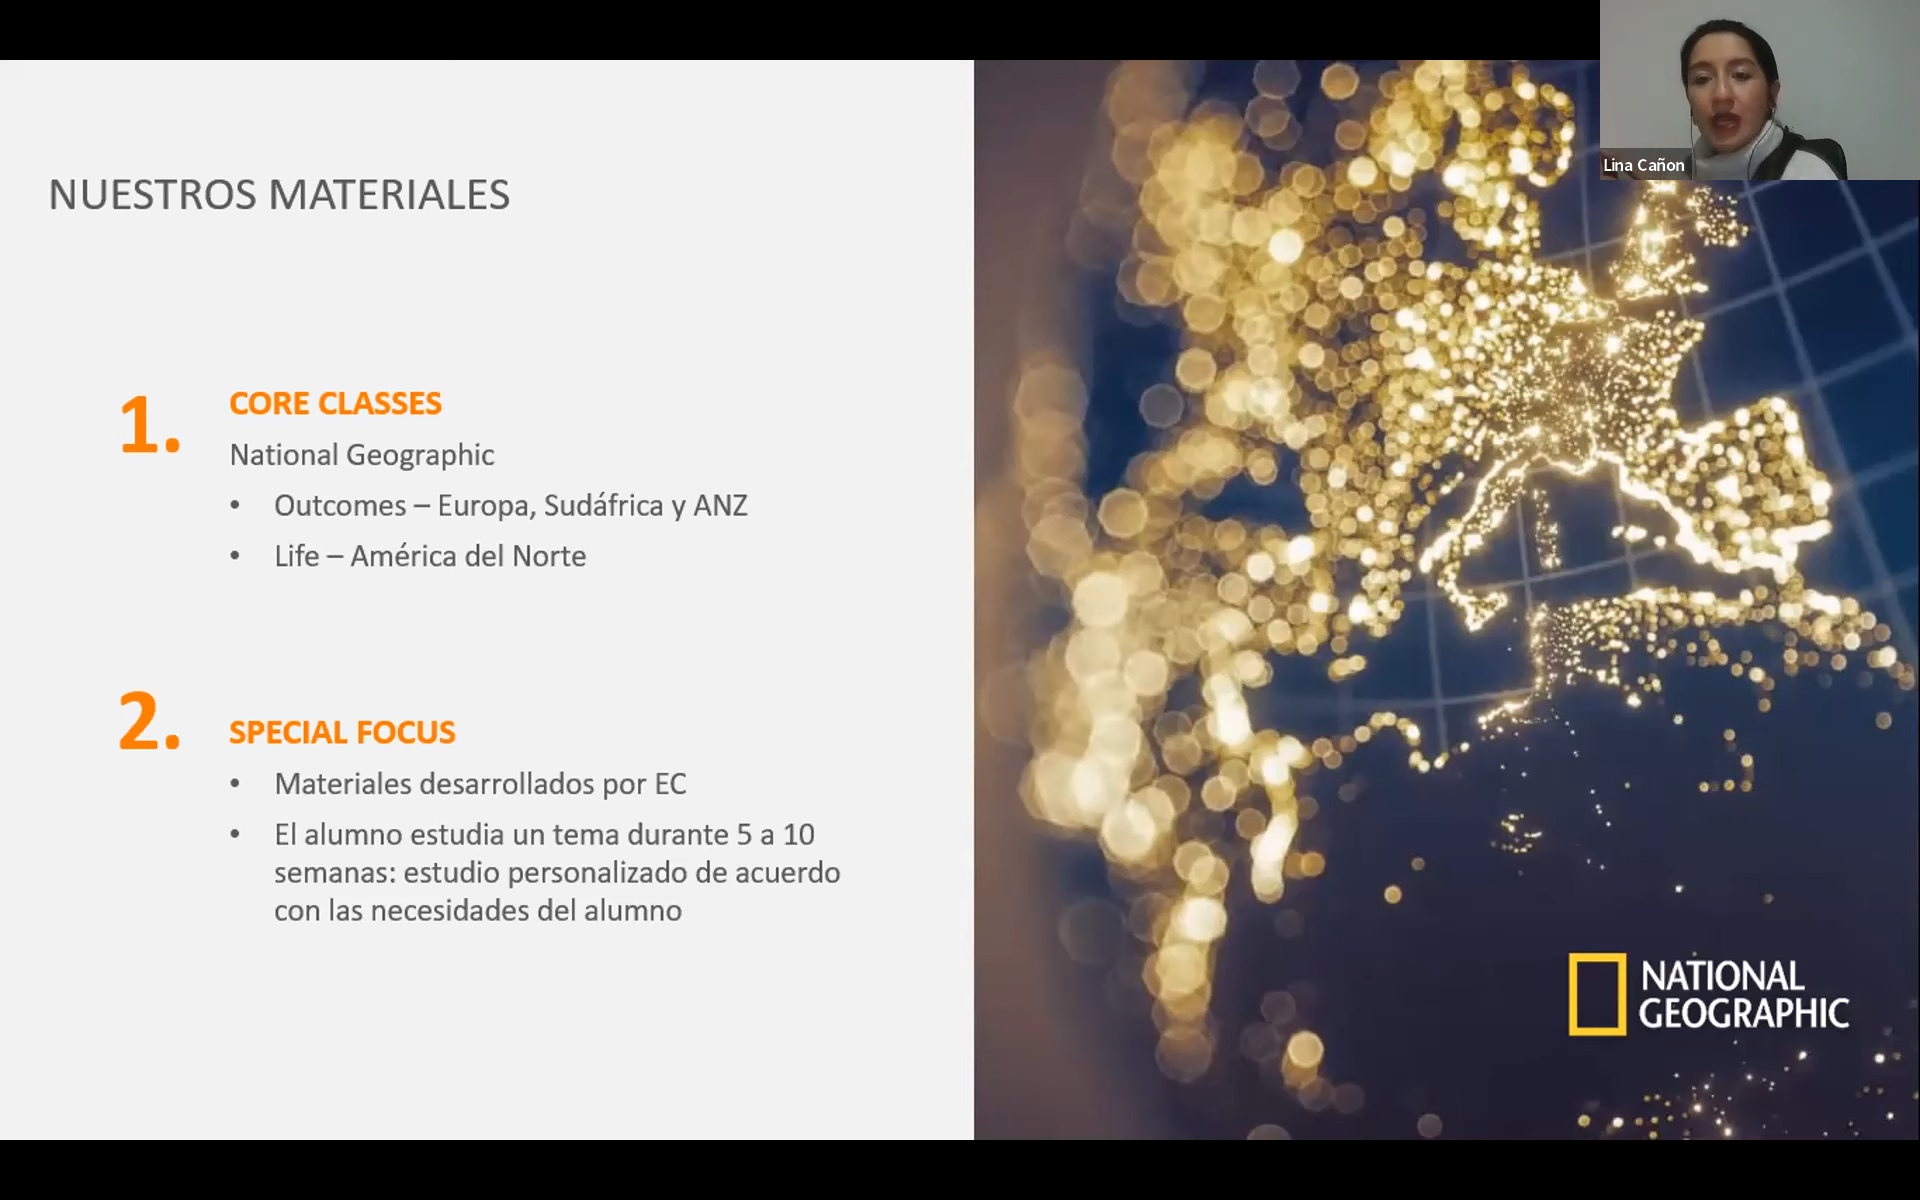 Lina Cañon
NUESTROS MATERIALES
1.
CORE CLASSES
National Geographic
• Outcomes – Europa, Sudáfrica y ANZ
• Life – América del Norte
2.
SPECIAL FOCUS
• Materiales desarrollados por EC
• El alumno estudia un tema durante 5 a 10
semanas: estudio personalizado de acuerdo
con las necesidades del alumno
NATIONAL
GEOGRAPHIC